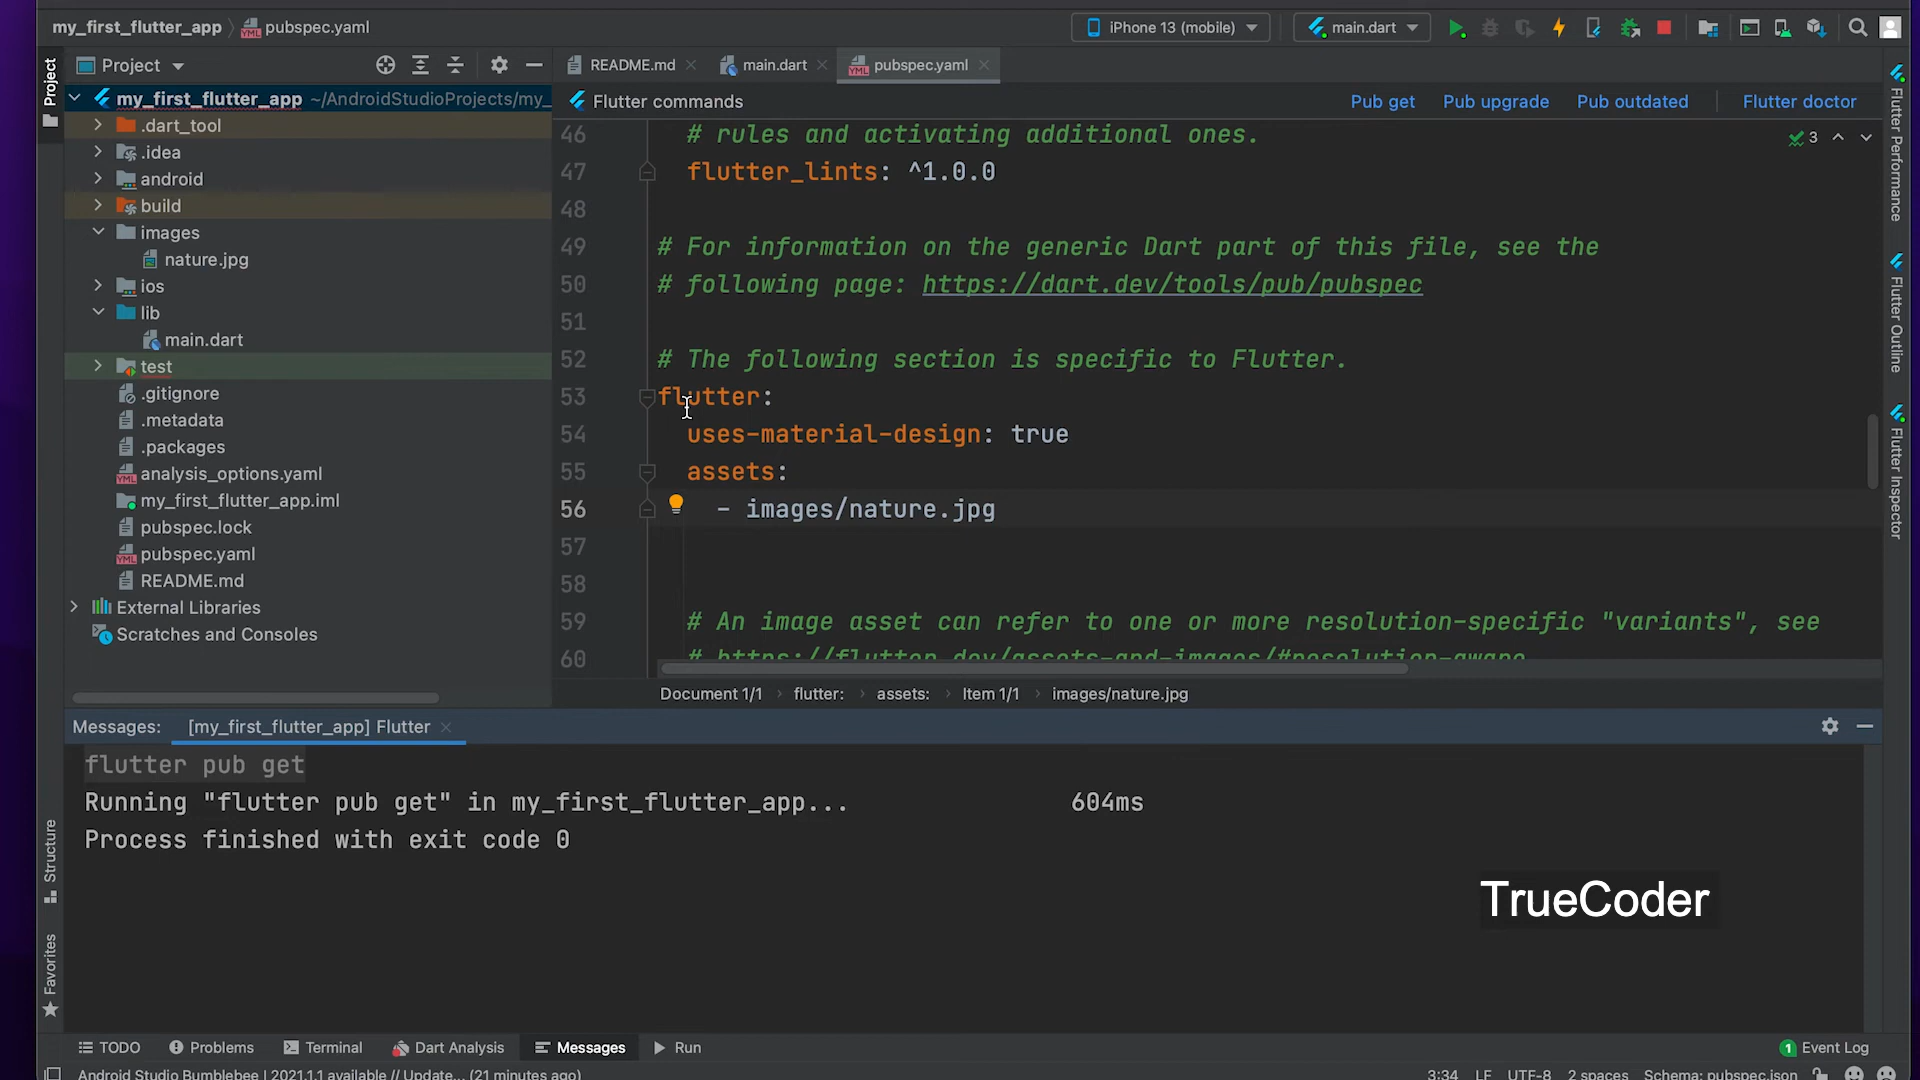 my_first_flutter_app
pubspec.yaml
iPhone 13 (mobile)
main.dart
Project
Project
README.md
main.dart
pubspec.yaml
my_first_flutter_app ~/AndroidStudioProjects/my_
.dart_tool
.idea
android
build
images
nature.jpg
ios
lib
main.dart
test
.gitignore
.metadata
.packages
analysis_options.yaml
my_first_flutter_app.iml
pubspec.lock
pubspec.yaml
README.md
External Libraries
Scratches and Consoles
Flutter commands
Pub get
Pub upgrade
Pub outdated
Flutter doctor
3
46 # rules and activating additional ones.
47 flutter_lints: ^1.0.0
48
49 # For information on the generic Dart part of this file, see the
50 # following page: https://dart.dev/tools/pub/pubspec
51
52 # The following section is specific to Flutter.
53 flutter:
54 uses-material-design: true
55 assets:
56 - images/nature.jpg
57
58
59 # An image asset can refer to one or more resolution-specific "variants", see
60 # https://flutter.dev/assets-and-images/#resolution-aware
Document 1/1 flutter: assets: Item 1/1 images/nature.jpg
Flutter Performance
Flutter Outline
Flutter Inspector
Messages: [my_first_flutter_app] Flutter
flutter pub get
Running "flutter pub get" in my_first_flutter_app... 604ms
Process finished with exit code 0
TrueCoder
Structure
Favorites
TODO
Problems
Terminal
Dart Analysis
Messages
Run
1 Event Log
Android Studio Bumblebee | 2021.1.1 available // Update... (21 minutes ago)
3:34 LF UTF-8 2 spaces Schema: pubspec.json